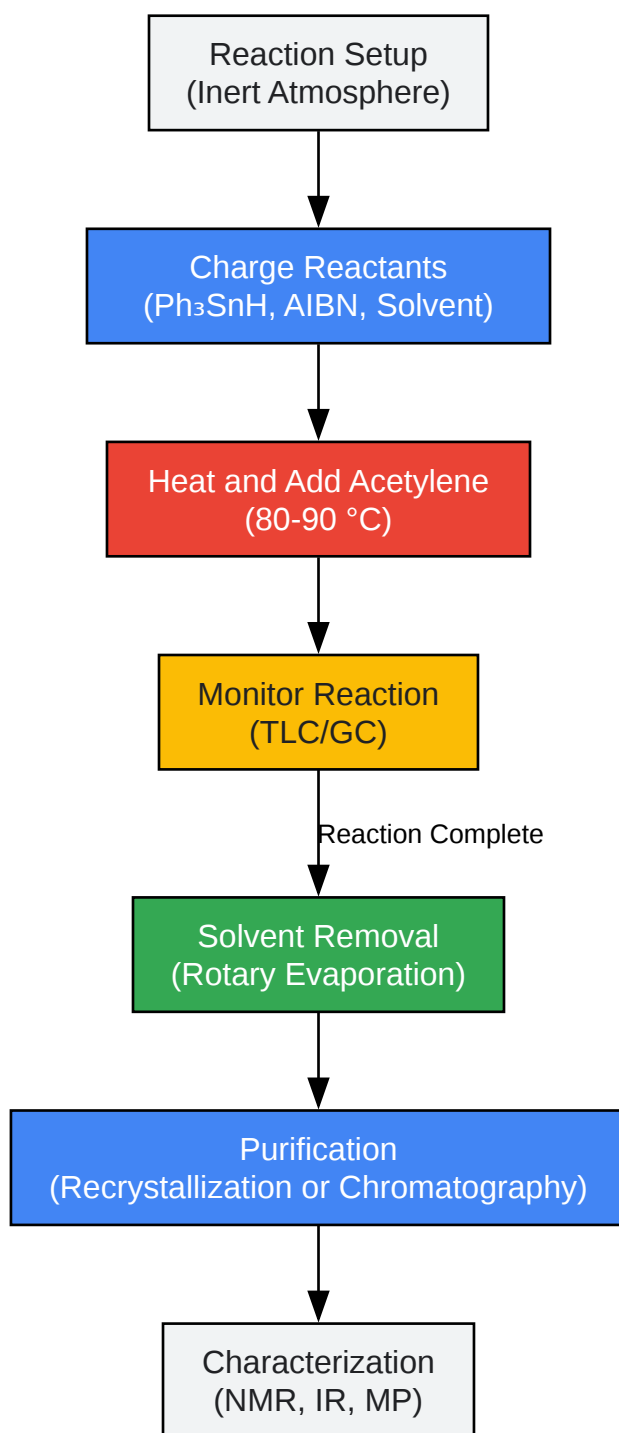 Reaction Setup
(Inert Atmosphere)
Charge Reactants
(Ph₃SnH, AIBN, Solvent)
Heat and Add Acetylene
(80-90 °C)
Monitor Reaction
(TLC/GC)
Reaction Complete
Solvent Removal
(Rotary Evaporation)
Purification
(Recrystallization or Chromatography)
Characterization
(NMR, IR, MP)